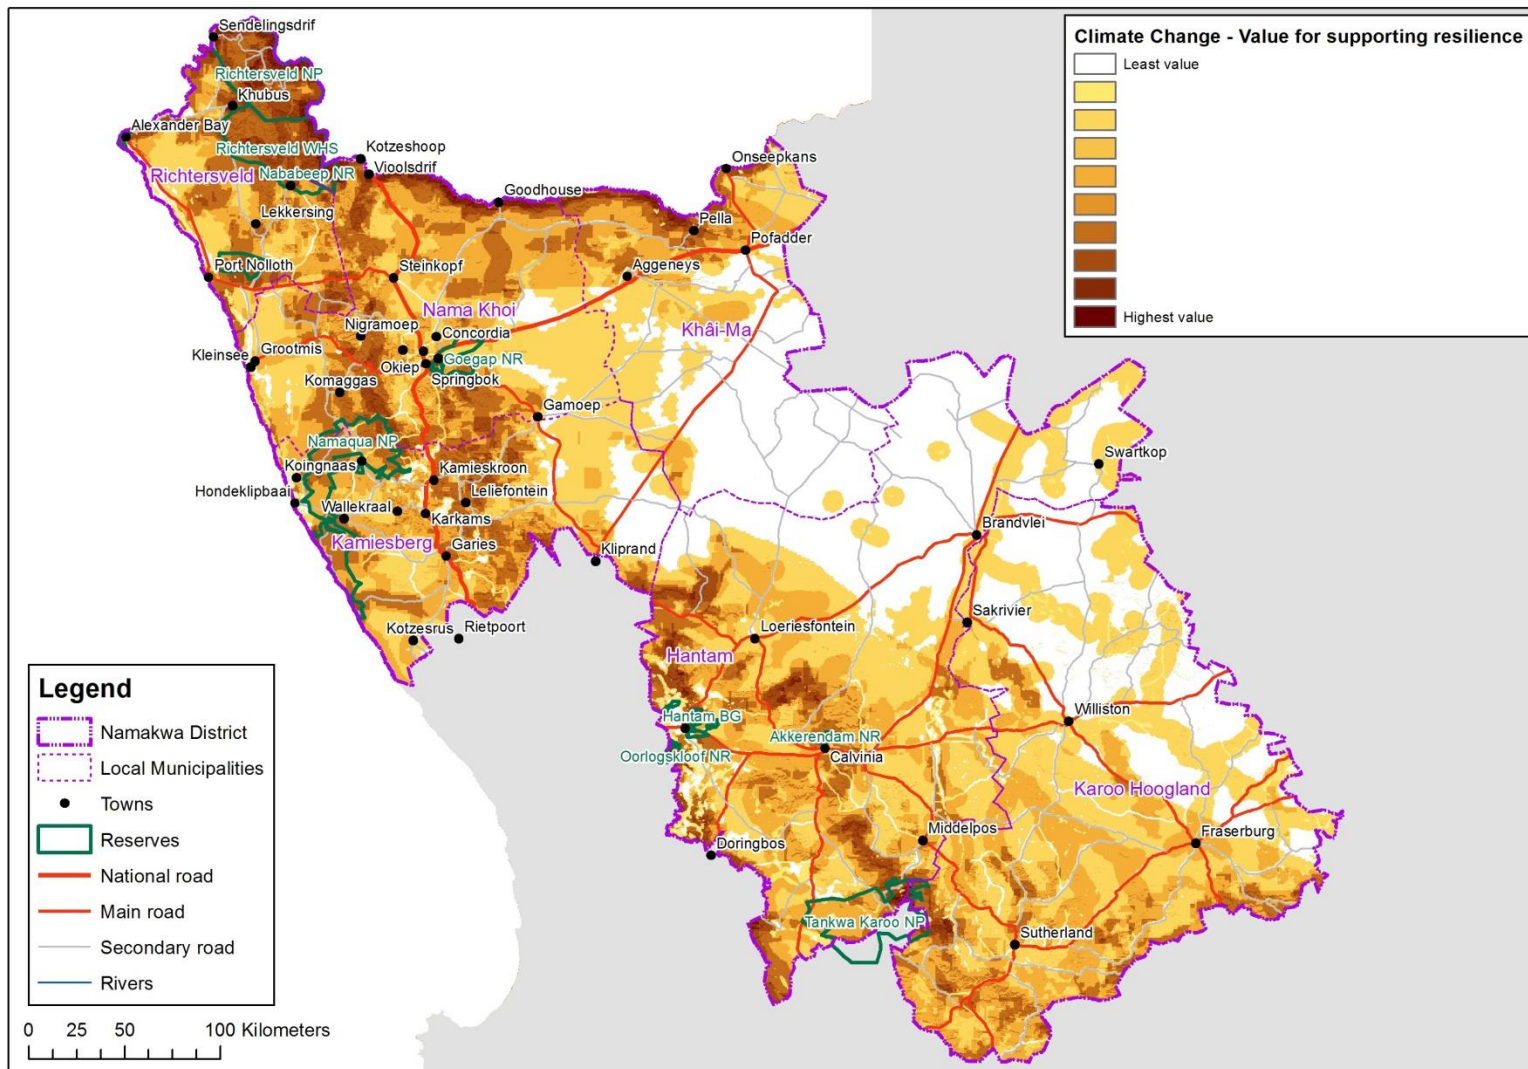 Climate Change - Value for supporting resilience
Least value
Highest value
Sendelingsdrif
Richtersveld NP
Khubus
Alexander Bay
Richtersveld WHS
Kotzeshoop
Richtersveld
Nababeep NR
Vioolsdrif
Onseepkans
Goodhouse
Lekkersing
Pella
Pofadder
Port Nolloth
Steinkopf
Aggeneys
Nama Khoi
Khâi-Ma
Nigramoep
Concordia
Kleinsee
Grootmis
Okiep
Goegap NR
Springbok
Komaggas
Gamoep
Namaqua NP
Koingnaas
Kamieskroon
Swartkop
Hondeklipbaai
Leliefontein
Wallekraal
Karkams
Kamiesberg
Garies
Brandvlei
Kliprand
Sakrivier
Kotzesrus
Rietpoort
Loeriesfontein
Hantam
Hantam BG
Williston
Akkerendam NR
Oorlogskloof NR
Calvinia
Karoo Hoogland
Middelpos
Fraserburg
Doringbos
Tankwa Karoo NP
Sutherland
Legend
Namakwa District
Local Municipalities
Towns
Reserves
National road
Main road
Secondary road
Rivers
0 25 50 100 Kilometers